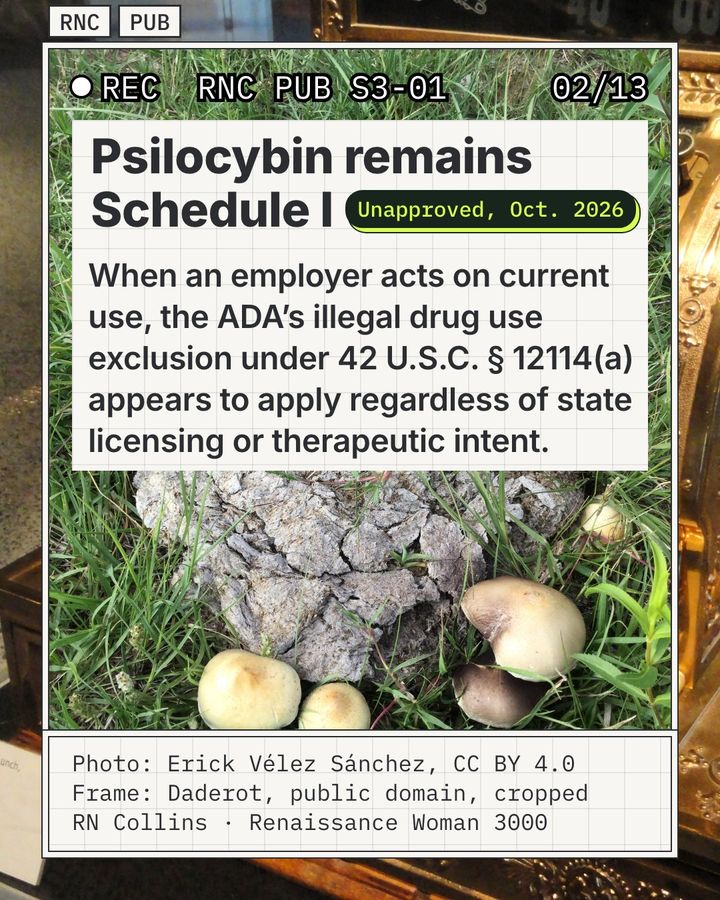 RNC PUB
REC RNC PUB S3-01 02/13
Psilocybin remains
Schedule I Unapproved, Oct. 2026
When an employer acts on current
use, the ADA’s illegal drug use
exclusion under 42 U.S.C. § 12114(a)
appears to apply regardless of state
licensing or therapeutic intent.
Photo: Erick Vélez Sánchez, CC BY 4.0
Frame: Daderot, public domain, cropped
RN Collins · Renaissance Woman 3000